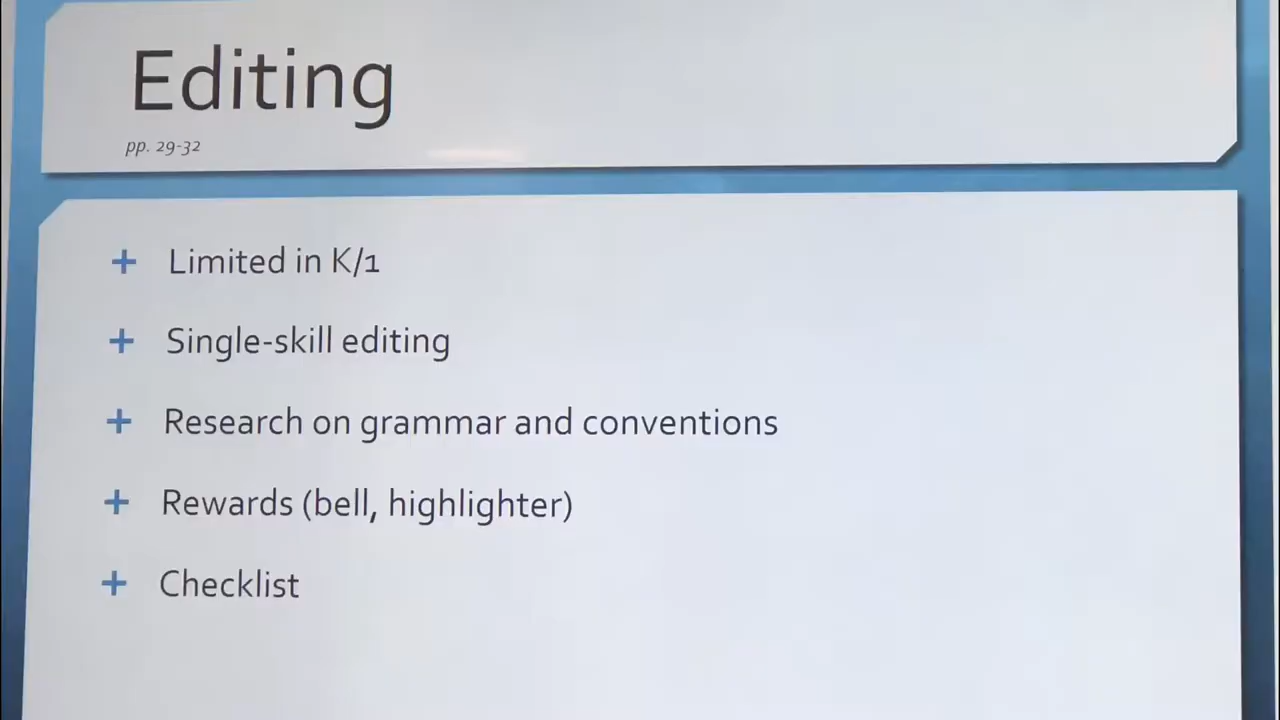 Editing
pp. 29-32
+ Limited in K/1
+ Single-skill editing
+ Research on grammar and conventions
+ Rewards (bell, highlighter)
+ Checklist